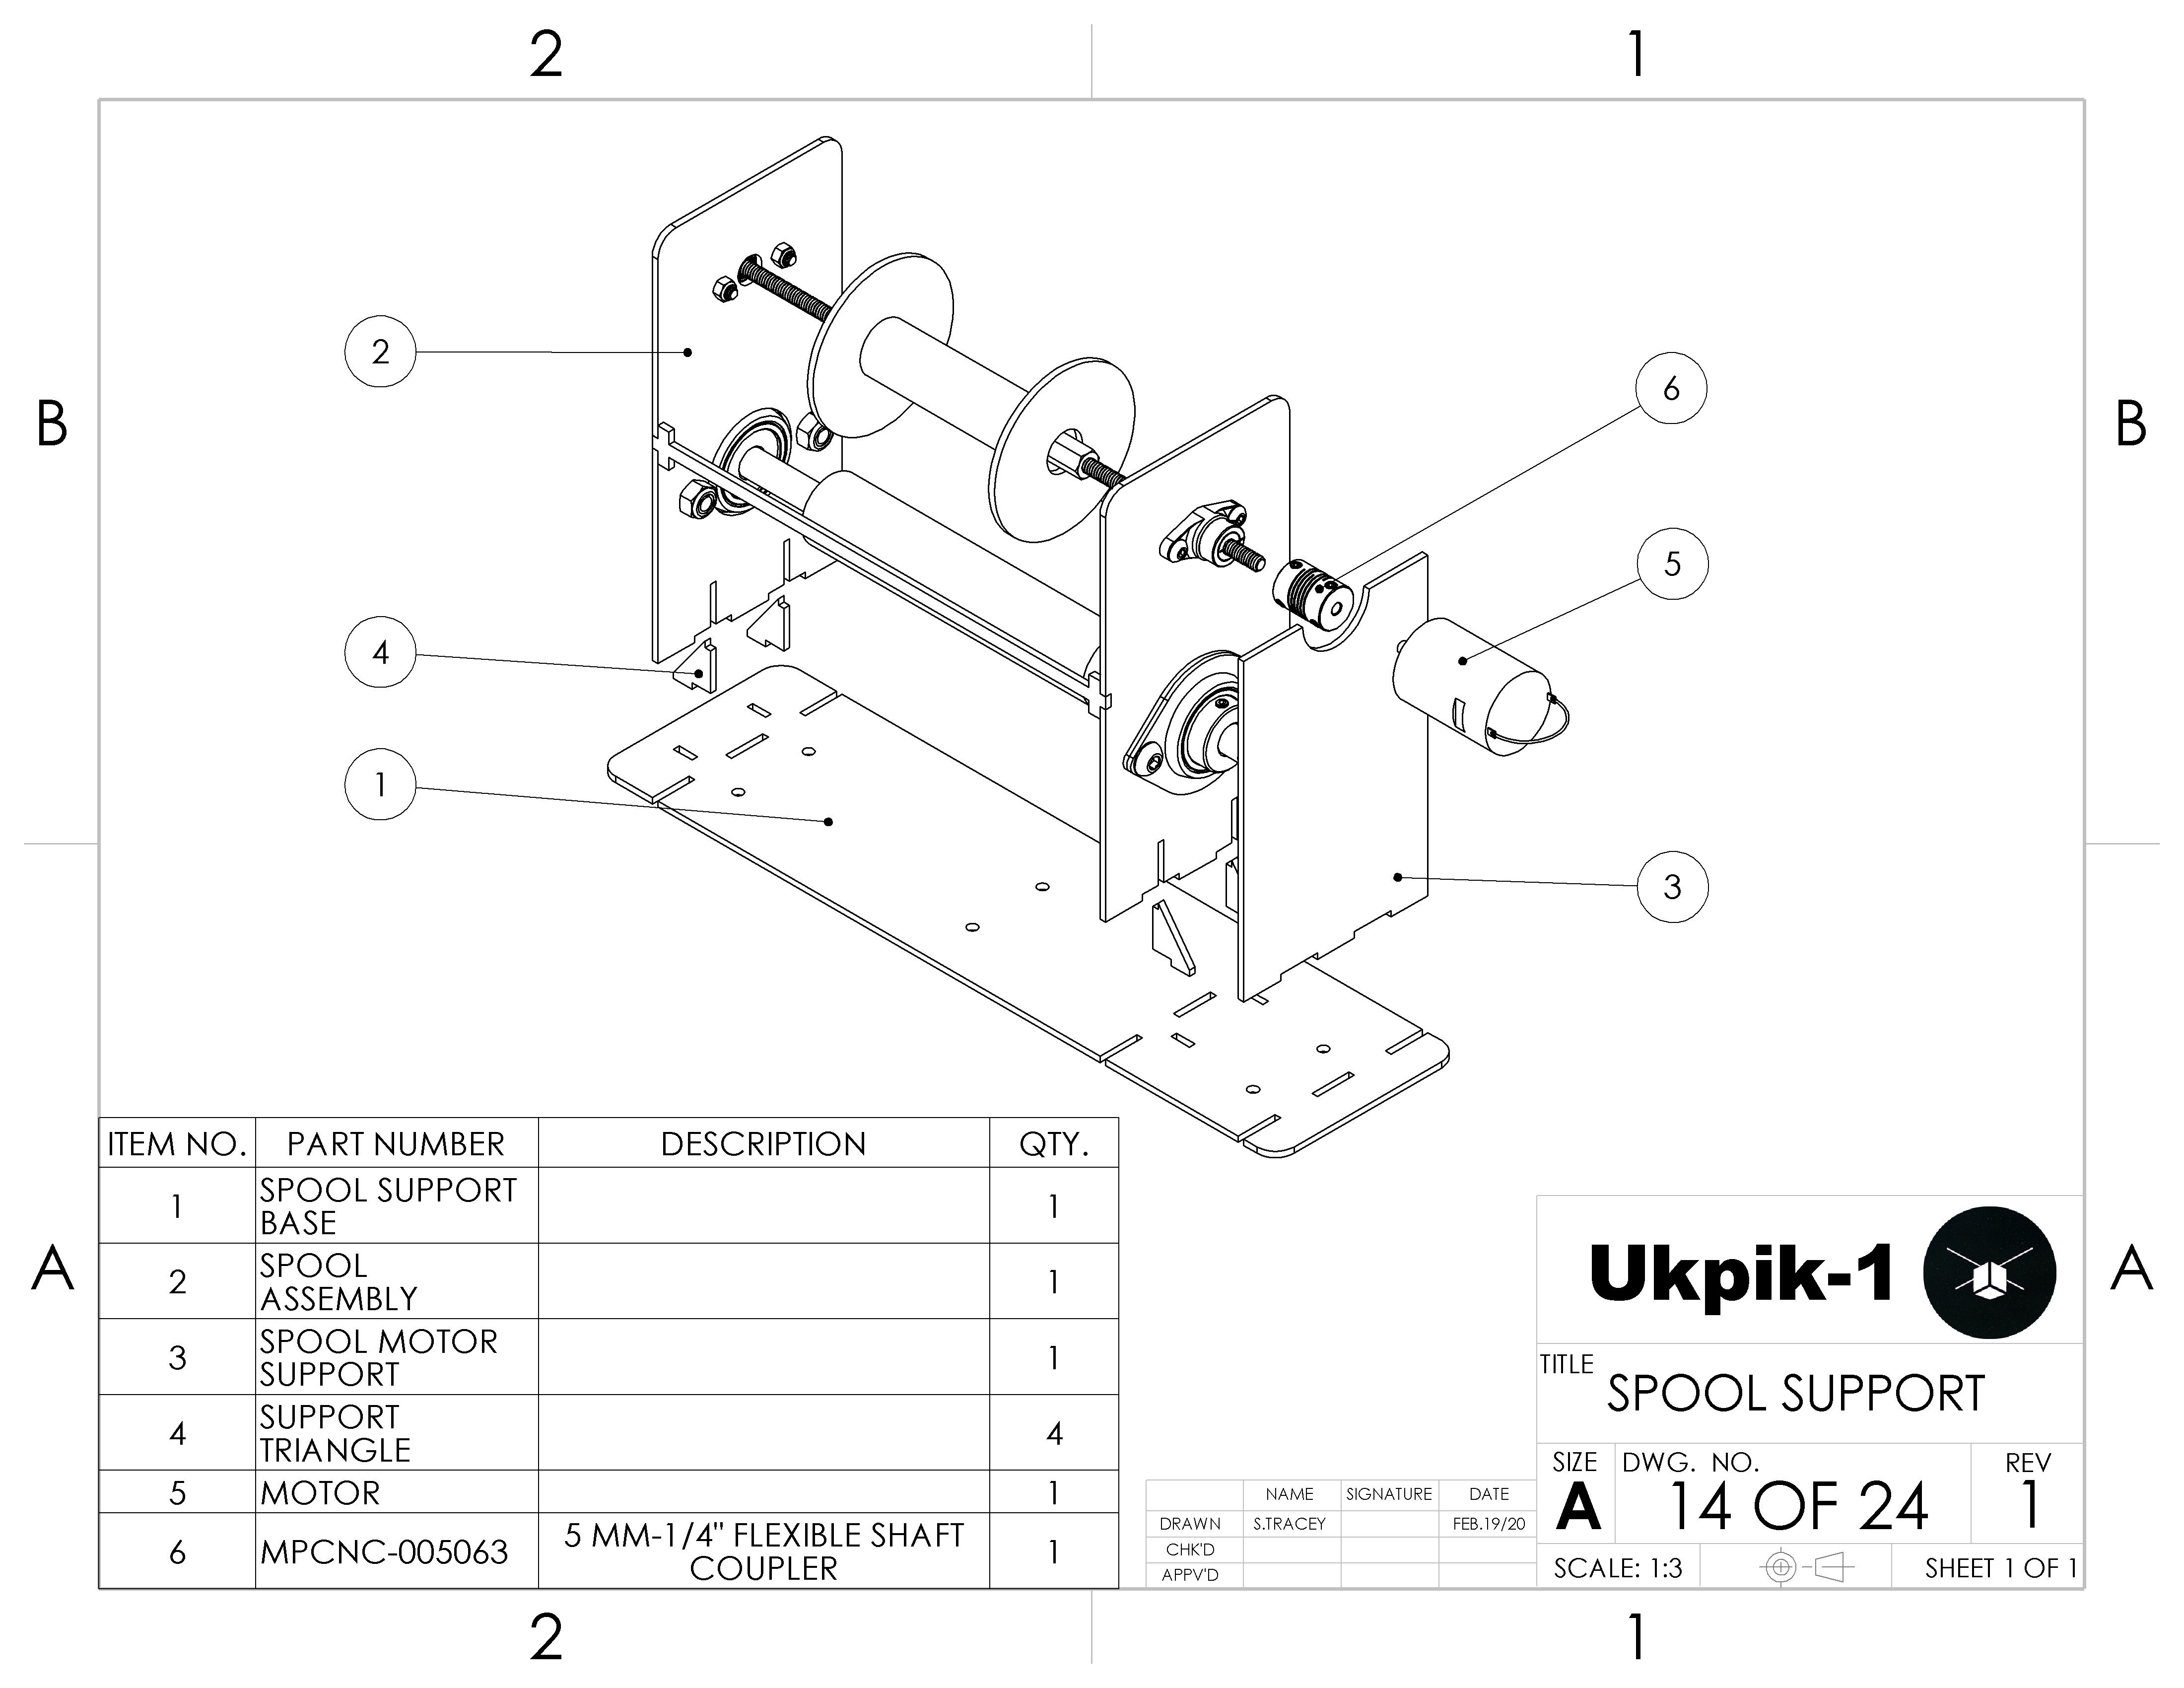 2 1
B B
2
6
5
4
1
3
ITEM NO. PART NUMBER DESCRIPTION QTY.
1 SPOOL SUPPORT BASE 1
2 SPOOL ASSEMBLY 1
3 SPOOL MOTOR SUPPORT 1
4 SUPPORT TRIANGLE 4
5 MOTOR 1
6 MPCNC-005063 5 MM-1/4" FLEXIBLE SHAFT COUPLER 1
A A
Ukpik-1
TITLE
SPOOL SUPPORT
SIZE DWG. NO. REV
A 14 OF 24 1
SCALE: 1:3 SHEET 1 OF 1
NAME SIGNATURE DATE
DRAWN S.TRACEY FEB.19/20
CHK'D
APPV'D
2 1